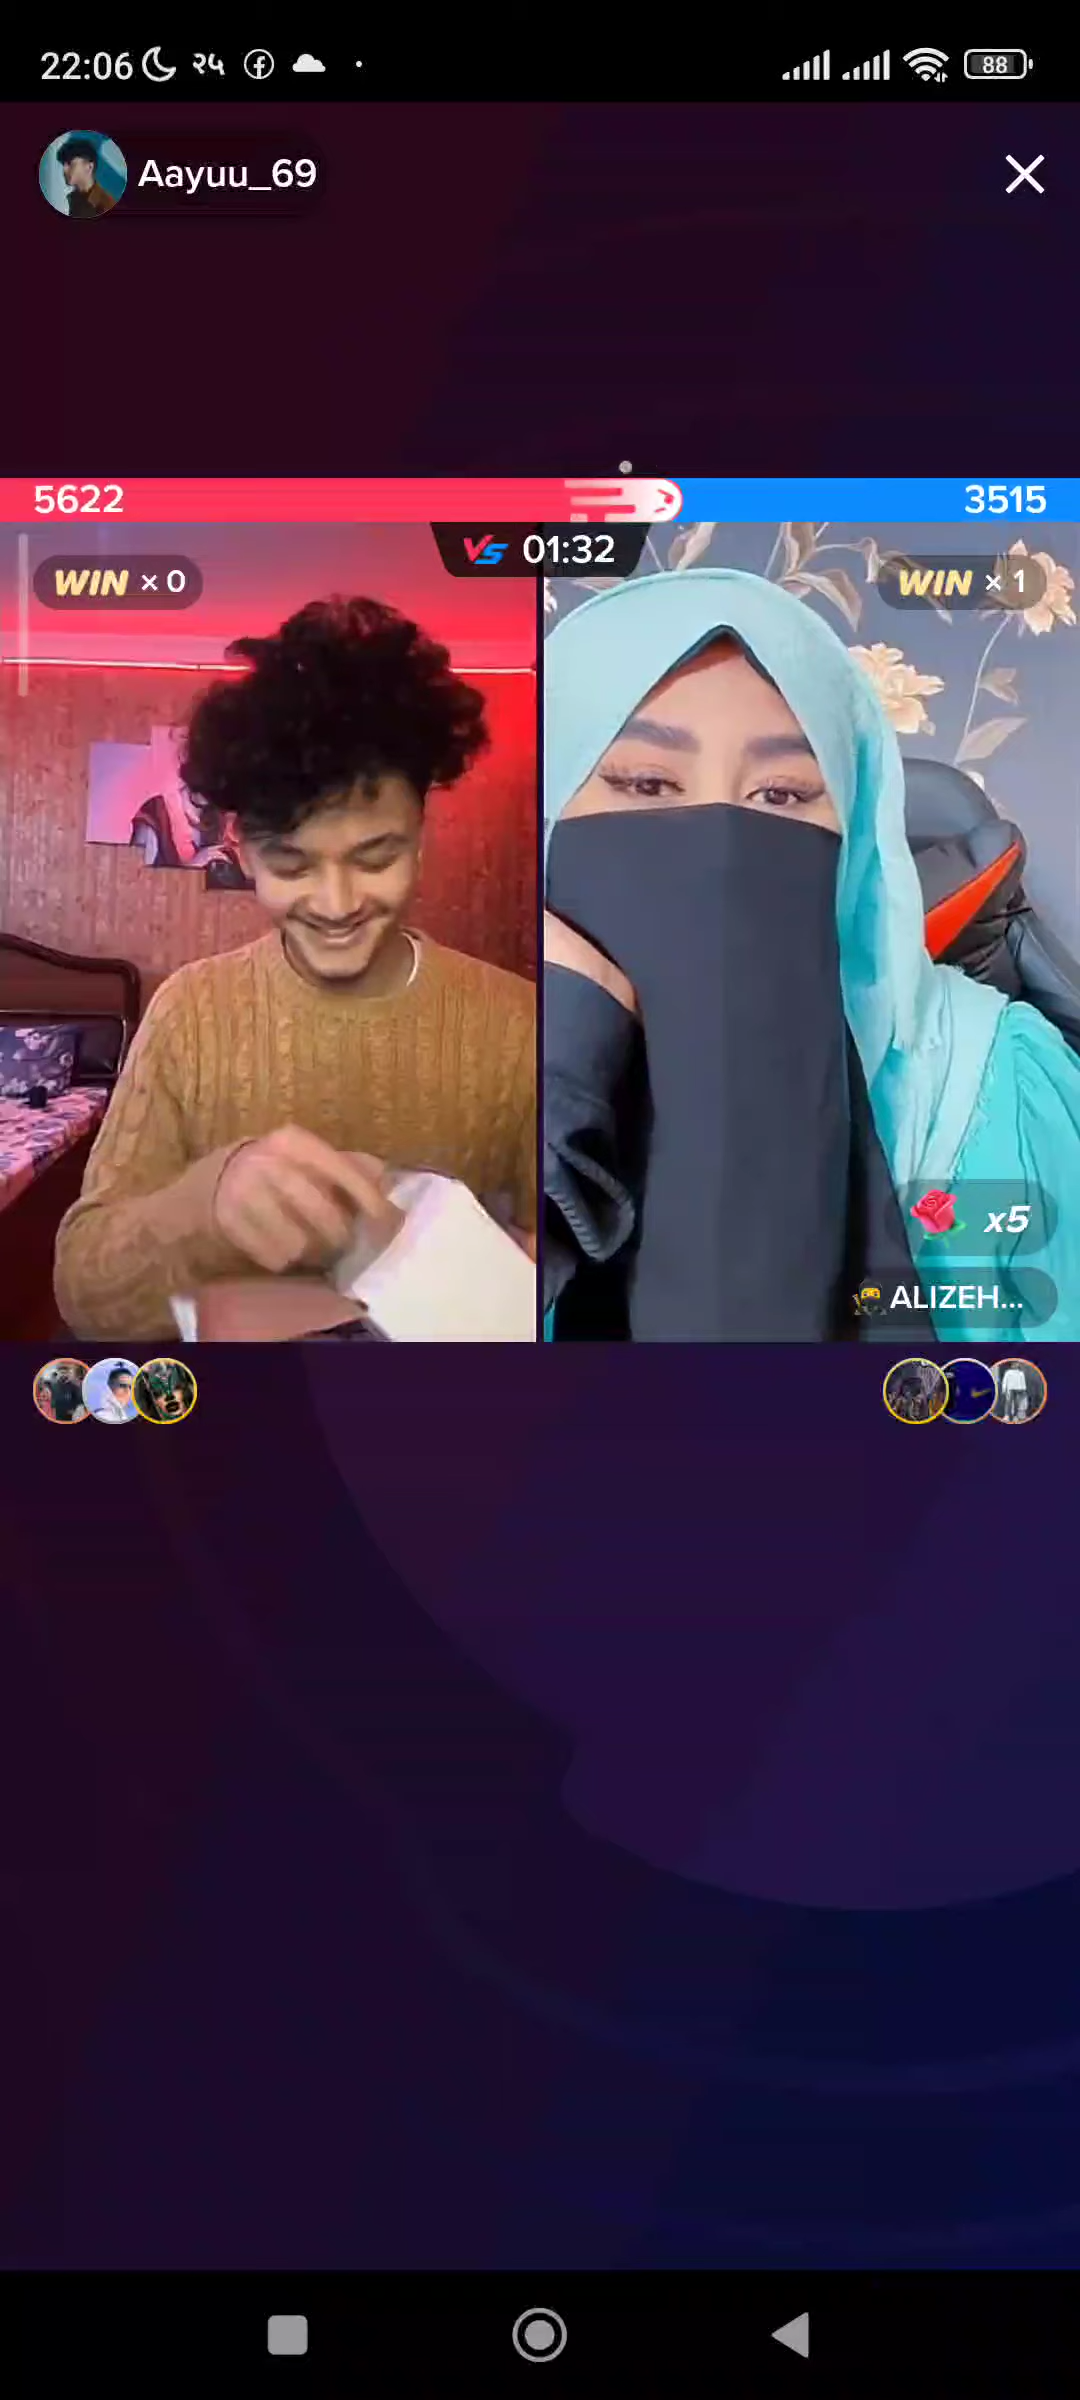 22:06 २५ 88
Aayuu_69
5622 3515
VS 01:32
WIN × 0
WIN × 1
x5
ALIZEH...